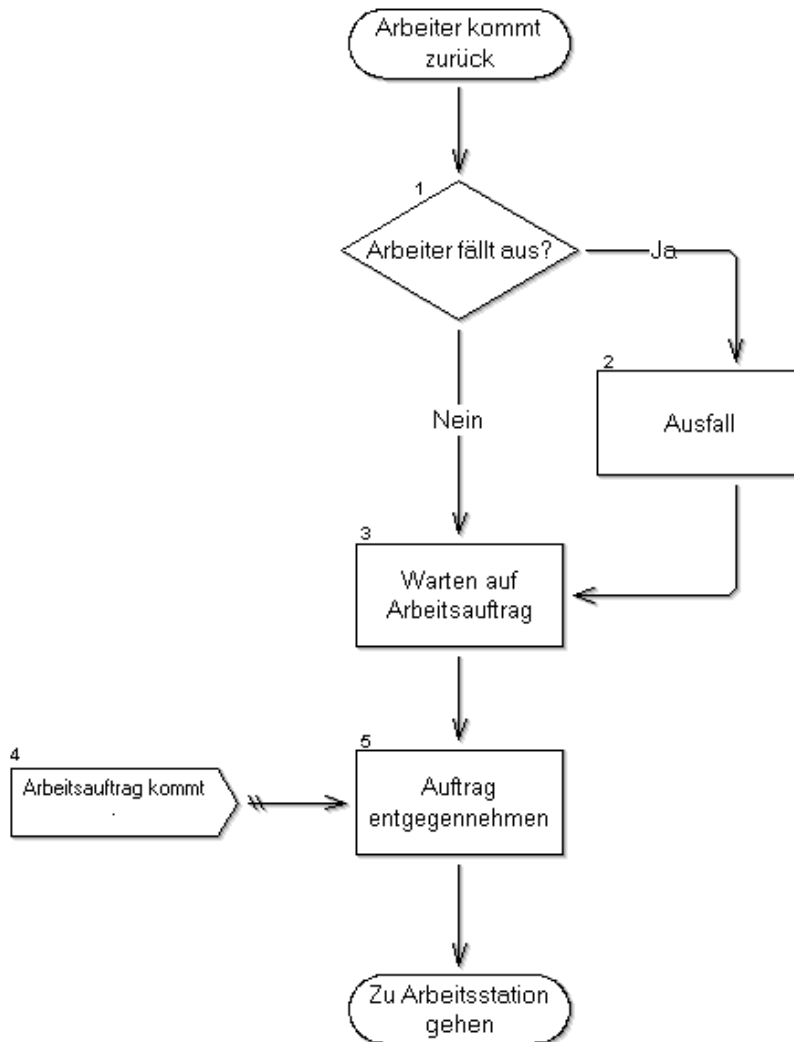 Arbeiter kommt
zurück
1
Arbeiter fällt aus?
Ja
2
Ausfall
Nein
3
Warten auf
Arbeitsauftrag
4
Arbeitsauftrag kommt
.
5
Auftrag
entgegennehmen
Zu Arbeitsstation
gehen